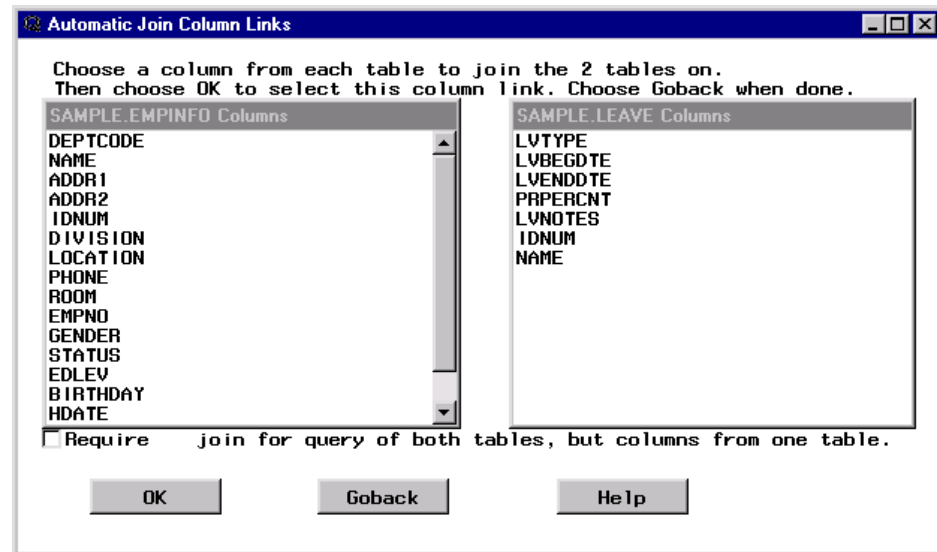 Automatic Join Column Links
Choose a column from each table to join the 2 tables on.
Then choose OK to select this column link. Choose Goback when done.
SAMPLE.EMPINFO Columns
DEPTCODE
NAME
ADDR1
ADDR2
IDNUM
DIVISION
LOCATION
PHONE
ROOM
EMPNO
GENDER
STATUS
EDLEV
BIRTHDAY
HDATE
SAMPLE.LEAVE Columns
LVTYPE
LVBEGDTE
LVENDDTE
PRPERCNT
LVNOTES
IDNUM
NAME
Require join for query of both tables, but columns from one table.
OK
Goback
Help